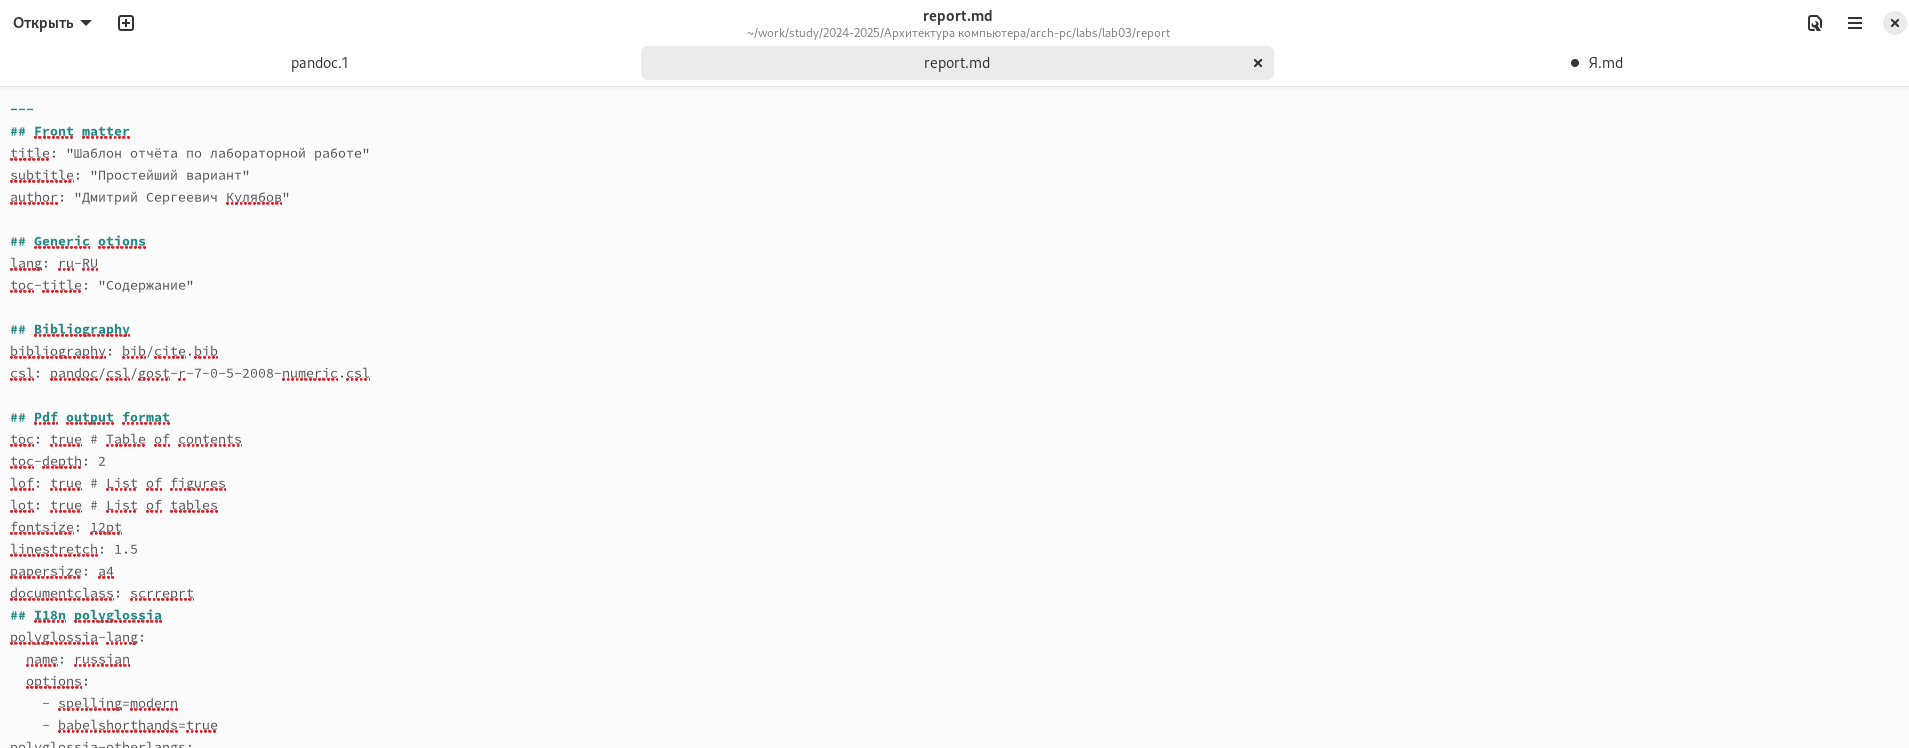 Открыть
report.md
~/work/study/2024-2025/Архитектура компьютера/arch-pc/labs/lab03/report
pandoc.1
report.md
Я.md
---
## Front matter
title: "Шаблон отчёта по лабораторной работе"
subtitle: "Простейший вариант"
author: "Дмитрий Сергеевич Кулябов"
## Generic otions
lang: ru-RU
toc-title: "Содержание"
## Bibliography
bibliography: bib/cite.bib
csl: pandoc/csl/gost-r-7-0-5-2008-numeric.csl
## Pdf output format
toc: true # Table of contents
toc-depth: 2
lof: true # List of figures
lot: true # List of tables
fontsize: 12pt
linestretch: 1.5
papersize: a4
documentclass: scrreprt
## I18n polyglossia
polyglossia-lang:
  name: russian
  options:
    - spelling=modern
    - babelshorthands=true
polyglossia-otherlangs: